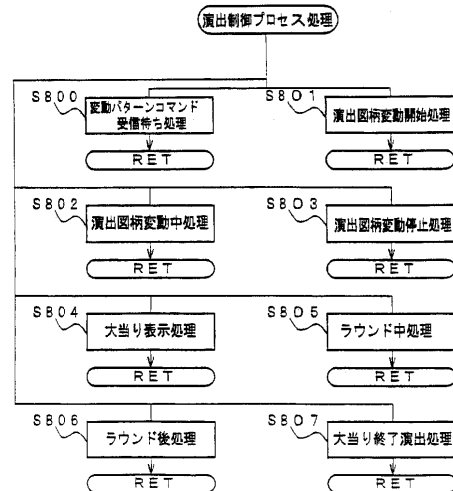 演出制御プロセス処理
S800
変動パターンコマンド
受信待ち処理
RET
S801
演出図柄変動開始処理
RET
S802
演出図柄変動中処理
RET
S803
演出図柄変動停止処理
RET
S804
大当り表示処理
RET
S805
ラウンド中処理
RET
S806
ラウンド後処理
RET
S807
大当り終了演出処理
RET